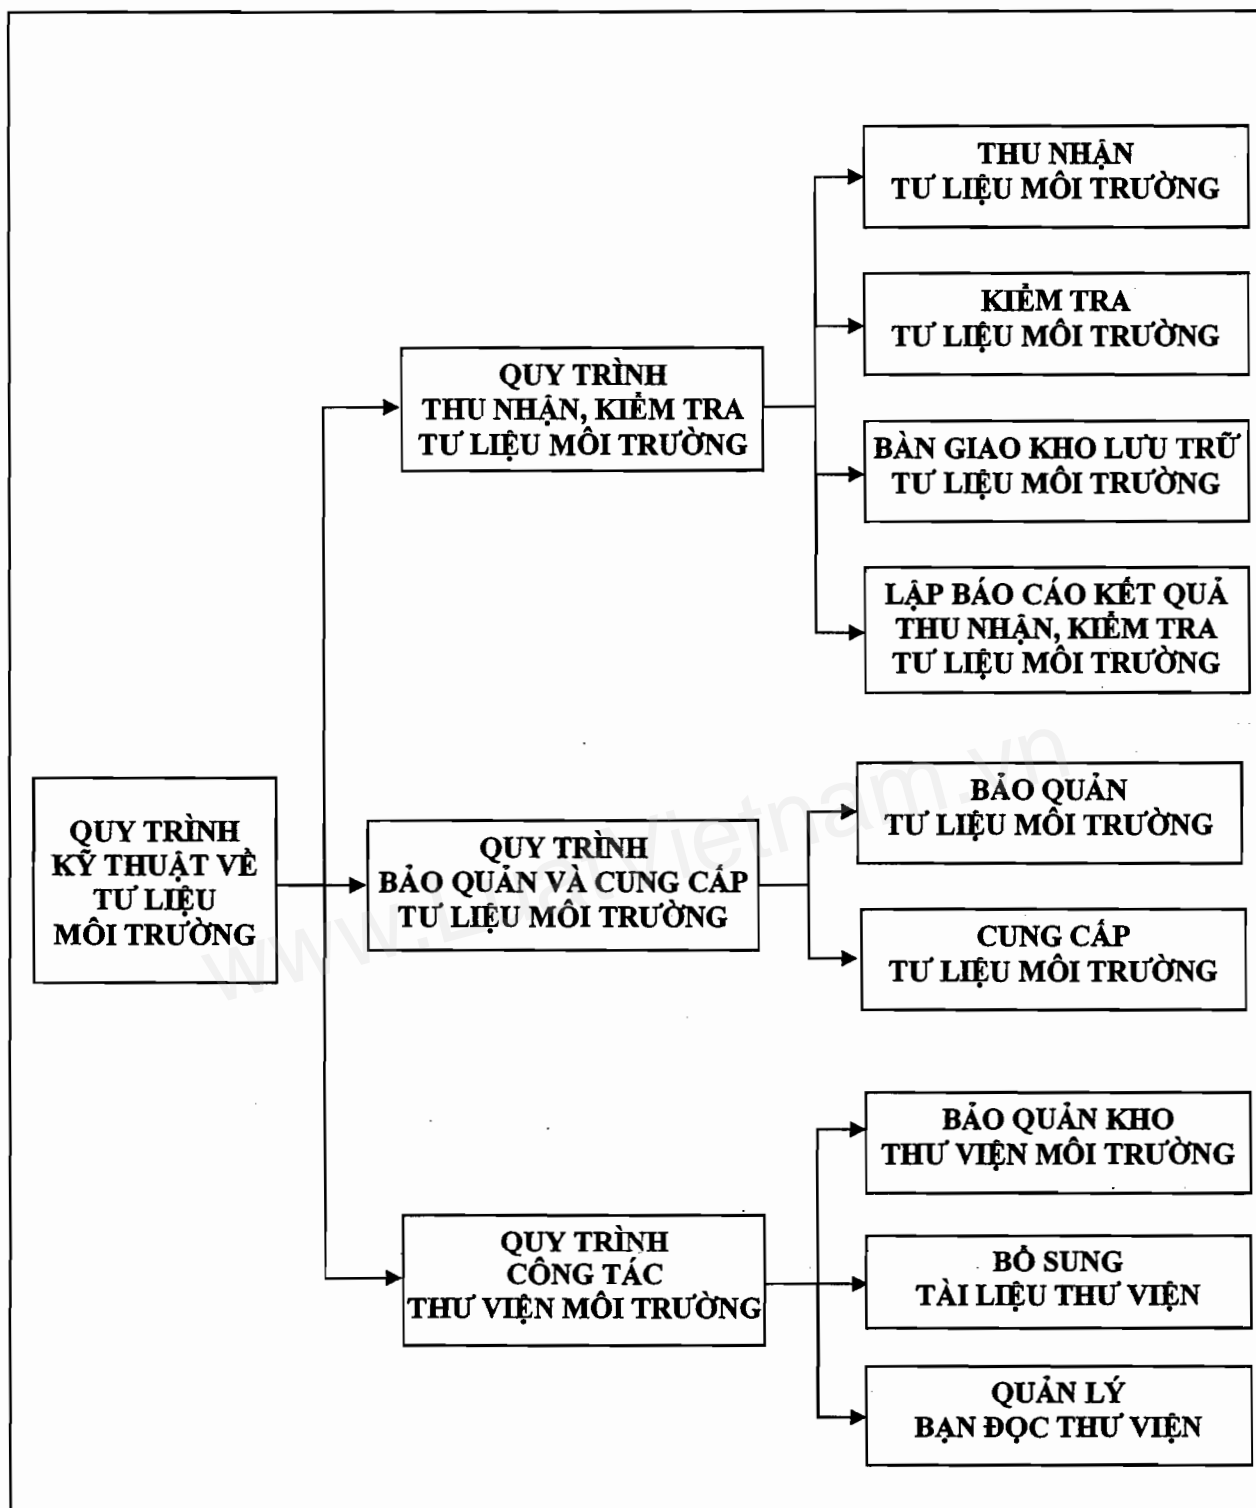 QUY TRÌNH
KỸ THUẬT VỀ
TƯ LIỆU
MÔI TRƯỜNG
QUY TRÌNH
THU NHẬN, KIỂM TRA
TƯ LIỆU MÔI TRƯỜNG
THU NHẬN
TƯ LIỆU MÔI TRƯỜNG
KIỂM TRA
TƯ LIỆU MÔI TRƯỜNG
BÀN GIAO KHO LƯU TRỮ
TƯ LIỆU MÔI TRƯỜNG
LẬP BÁO CÁO KẾT QUẢ
THU NHẬN, KIỂM TRA
TƯ LIỆU MÔI TRƯỜNG
QUY TRÌNH
BẢO QUẢN VÀ CUNG CẤP
TƯ LIỆU MÔI TRƯỜNG
BẢO QUẢN
TƯ LIỆU MÔI TRƯỜNG
CUNG CẤP
TƯ LIỆU MÔI TRƯỜNG
QUY TRÌNH
CÔNG TÁC
THƯ VIỆN MÔI TRƯỜNG
BẢO QUẢN KHO
THƯ VIỆN MÔI TRƯỜNG
BỔ SUNG
TÀI LIỆU THƯ VIỆN
QUẢN LÝ
BẠN ĐỌC THƯ VIỆN
www.LuatVietnam.vn